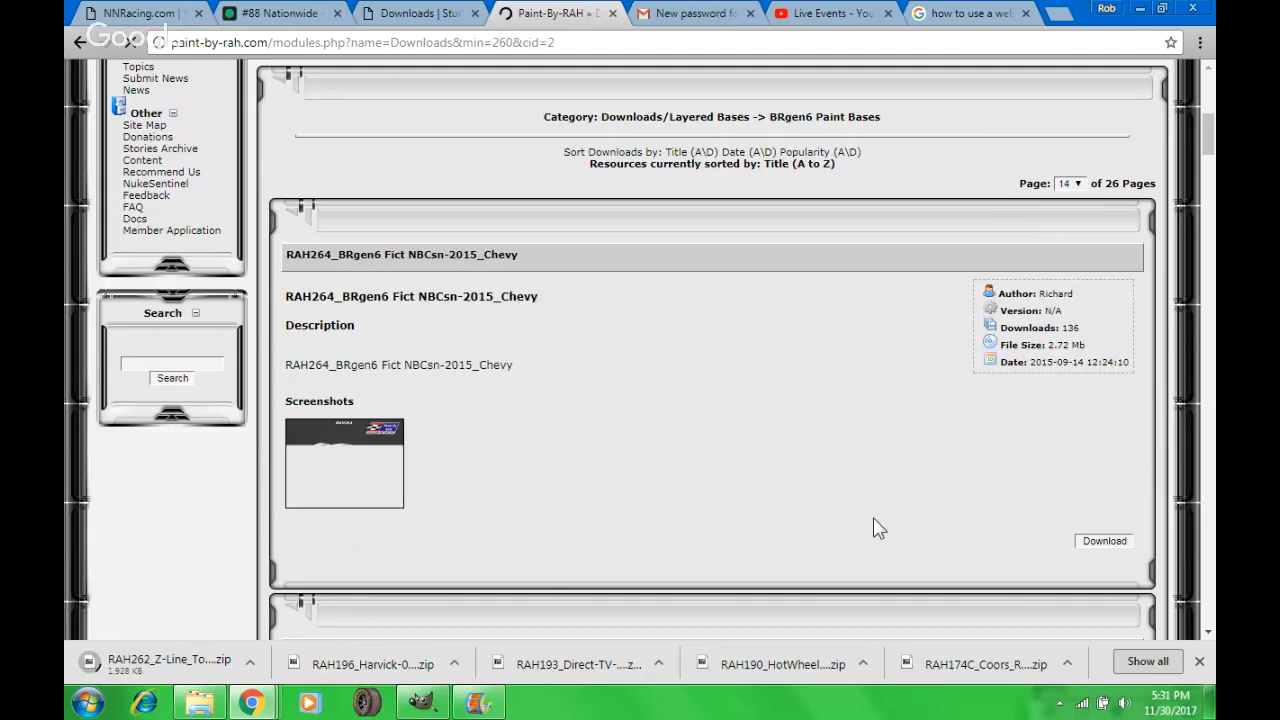 NNRacing.com |
#88 Nationwide
Downloads | Stun
Paint-By-RAH » D
New password fo
Live Events - You
how to use a web
Rob
paint-by-rah.com/modules.php?name=Downloads&min=260&cid=2
Topics
Submit News
News
Other
Site Map
Donations
Stories Archive
Content
Recommend Us
NukeSentinel
Feedback
FAQ
Docs
Member Application
Search
Search
Category: Downloads/Layered Bases -> BRgen6 Paint Bases
Sort Downloads by: Title (A\D) Date (A\D) Popularity (A\D)
Resources currently sorted by: Title (A to Z)
Page: 14 of 26 Pages
RAH264_BRgen6 Fict NBCsn-2015_Chevy
RAH264_BRgen6 Fict NBCsn-2015_Chevy
Description
RAH264_BRgen6 Fict NBCsn-2015_Chevy
Screenshots
RAH264
Author: Richard
Version: N/A
Downloads: 136
File Size: 2.72 Mb
Date: 2015-09-14 12:24:10
Download
RAH262_Z-Line_To....zip
1,928 KB
RAH196_Harvick-0....zip
RAH193_Direct-TV-....z...
RAH190_HotWheel....zip
RAH174C_Coors_R....zip
Show all
5:31 PM
11/30/2017